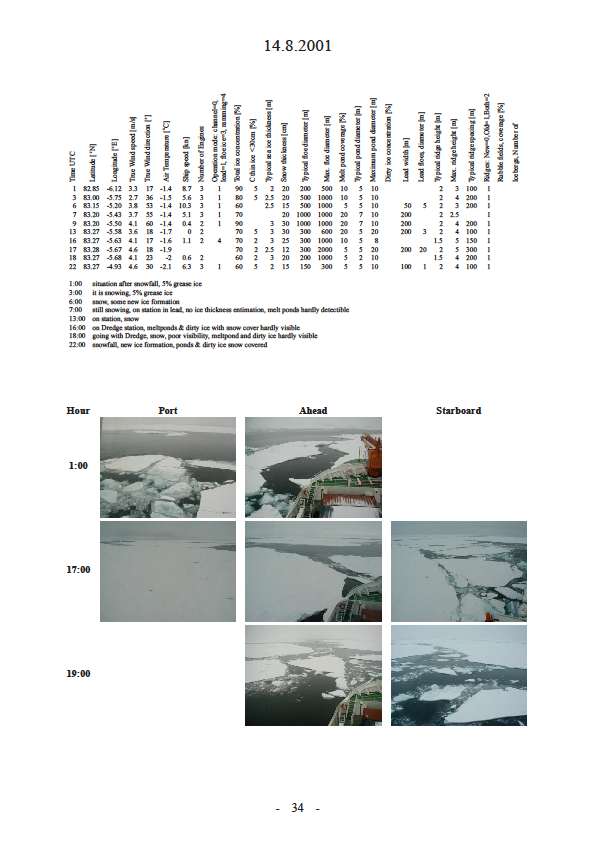 14.8.2001
Time UTC
Latitude [°N]
Longitude [°E]
True Wind speed [m/s]
True Wind direction [°]
Air Temperature [°C]
Ship speed [kn]
Number of Engines
Operation mode: channel=0,
lead=1, floe/ice=3, ramming=4
Total ice concentration [%]
C thin ice <30cm [%]
Typical sea ice thickness [m]
Snow thickness [cm]
Typical floe diameter [m]
Max. floe diameter [m]
Melt pond coverage [%]
Typical pond diameter [m]
Maximum pond diameter [m]
Dirty ice concentration [%]
Lead width [m]
Lead floes, diameter [m]
Typical ridge height [m]
Max. ridge height [m]
Typical ridge spacing [m]
Ridges: New=0,Old=1,Both=2
Rubble fields, coverage [%]
Icebergs, Number of
1 82.85 -6.12 3.3 17 -1.4 8.7 3 1 90 5 2 20 200 500 10 5 10 2 3 100 1
3 83.00 -5.75 2.7 36 -1.5 5.6 3 1 80 5 2.5 20 500 1000 10 5 10 2 4 200 1
6 83.15 -5.20 3.8 53 -1.4 10.3 3 1 60 2.5 15 500 1000 5 5 10 50 5 2 3 200 1
7 83.20 -5.43 3.7 55 -1.4 5.1 3 1 70 20 1000 1000 20 7 10 200 2 2.5 1
9 83.20 -5.50 4.1 60 -1.4 0.4 2 1 90 3 30 1000 1000 20 7 10 200 2 4 200 1
13 83.27 -5.58 3.6 18 -1.7 0 2 70 5 3 30 300 600 20 5 20 200 3 2 4 100 1
16 83.27 -5.63 4.1 17 -1.6 1.1 2 4 70 2 3 25 300 1000 10 5 8 1.5 5 150 1
17 83.28 -5.67 4.6 18 -1.9 70 2 2.5 12 300 2000 5 5 20 200 20 2 5 300 1
18 83.27 -5.68 4.1 23 -2 0.6 2 60 2 3 20 200 1000 2 5 10 1.5 4 200 1
22 83.27 -4.93 4.6 30 -2.1 6.3 3 1 60 5 2 15 150 300 5 5 10 100 1 2 4 100 1
1:00 situation after snowfall, 5% grease ice
3:00 it is snowing, 5% grease ice
6:00 snow, some new ice formation
7:00 still snowing, on station in lead, no ice thickness entimation, melt ponds hardly detectible
13:00 on station, snow
16:00 on Dredge station, meltponds & dirty ice with snow cover hardly visible
18:00 going with Dredge, snow, poor visibility, meltpond and dirty ice hardly visible
22:00 snowfall, new ice formation, ponds & dirty ice snow covered
Hour Port Ahead Starboard
1:00
17:00
19:00
- 34 -